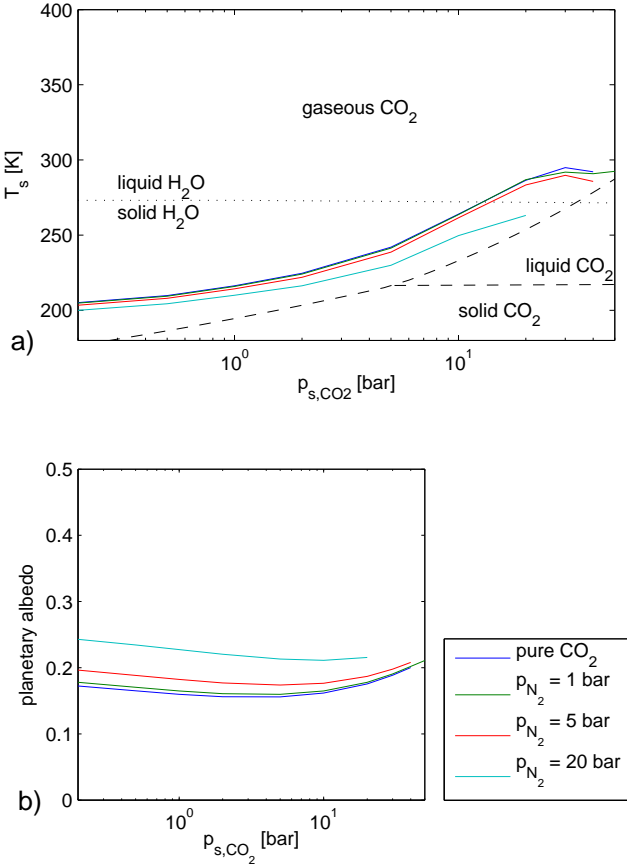 400
350
300
250
200
T_s [K]
gaseous CO_2
liquid H_2O
solid H_2O
liquid CO_2
solid CO_2
10^0
10^1
p_s,CO2 [bar]
a)
0.5
0.4
0.3
0.2
0.1
0
planetary albedo
10^0
10^1
p_s,CO_2 [bar]
b)
pure CO_2
p_N_2 = 1 bar
p_N_2 = 5 bar
p_N_2 = 20 bar